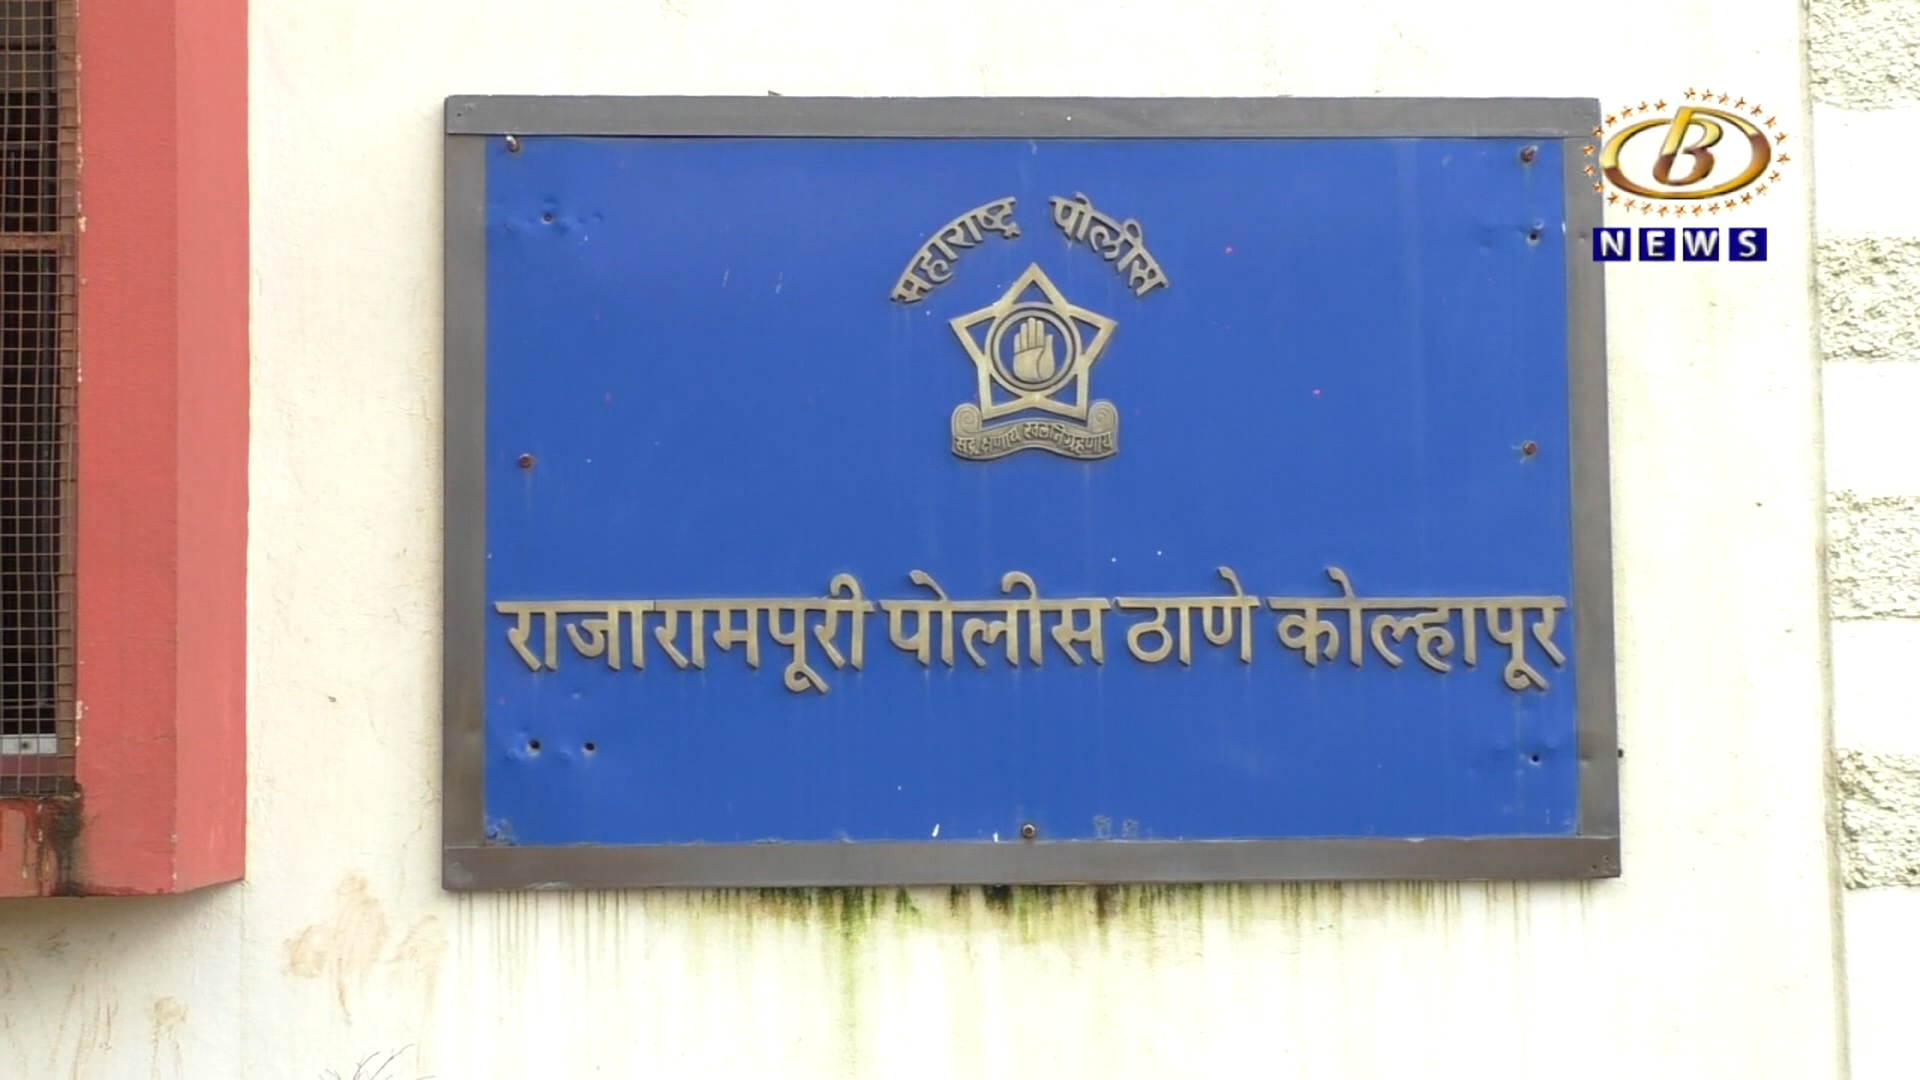 महाराष्ट्र पोलीस
सद्रक्षणाय खलनिग्रहणाय
राजारामपूरी पोलीस ठाणे कोल्हापूर
B
NEWS